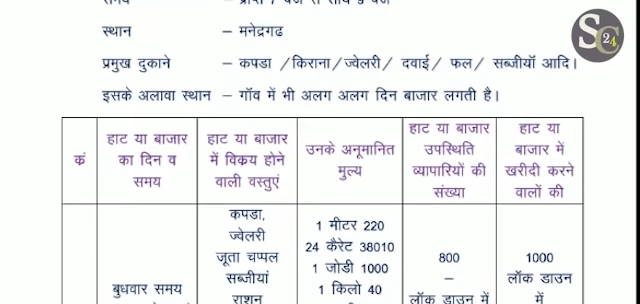 स्थान – मनेद्रगढ
प्रमुख दुकाने – कपडा /किराना/ज्वेलरी/ दवाई/ फल/ सब्जीयॉ आदि।
इसके अलावा स्थान – गॉव में भी अलग अलग दिन बाजार लगती है।
SC 24
कं
हाट या बाजार
का दिन व
समय
हाट या बाजार
में विक्रय होने
वाली वस्तुएं
उनके अनूमानित
मुल्य
हाट या बाजार
उपस्थिति
व्यापारियों की
संख्या
हाट या
बाजार में
खरीदी करने
वालों की
बुधवार समय
कपडा,
ज्वेलरी
जूता चप्पल
सब्जीयां
राशन
1 मीटर 220
24 कैरेट 38010
1 जोडी 1000
1 किलो 40
800
–
लॉक डाउन में
1000
लॉक डाउन
में